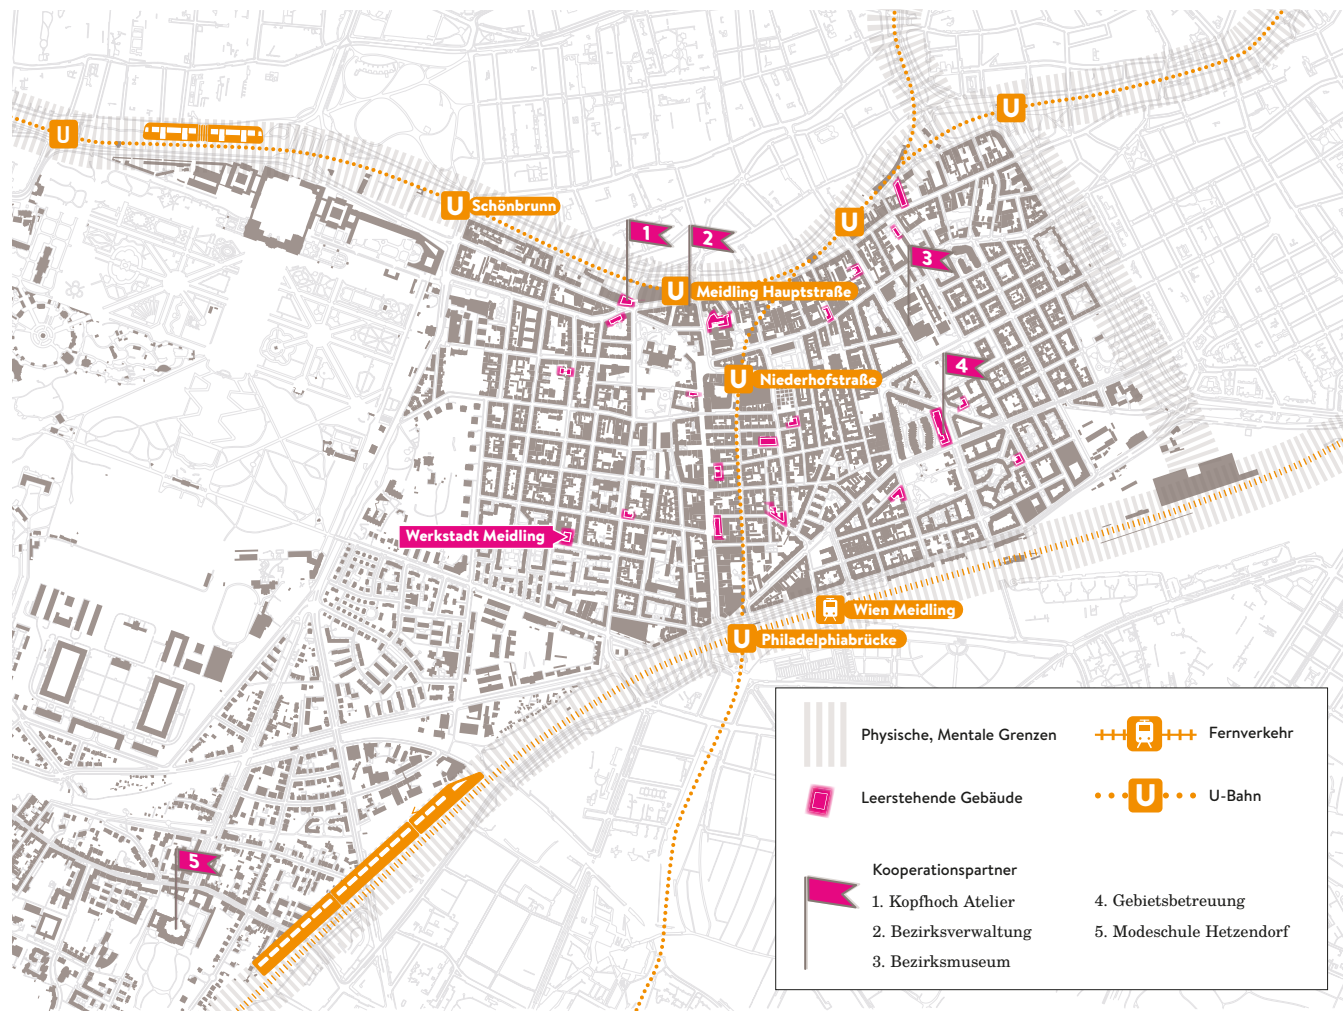 U
U
Schönbrunn
U
1
2
U
3
U
Meidling Hauptstraße
4
U
Niederhofstraße
Werkstadt Meidling
Wien Meidling
U
Philadelphiabrücke
5
Physische, Mentale Grenzen
Fernverkehr
Leerstehende Gebäude
U
U-Bahn
Kooperationspartner
1. Kopfhoch Atelier
2. Bezirksverwaltung
3. Bezirksmuseum
4. Gebietsbetreuung
5. Modeschule Hetzendorf